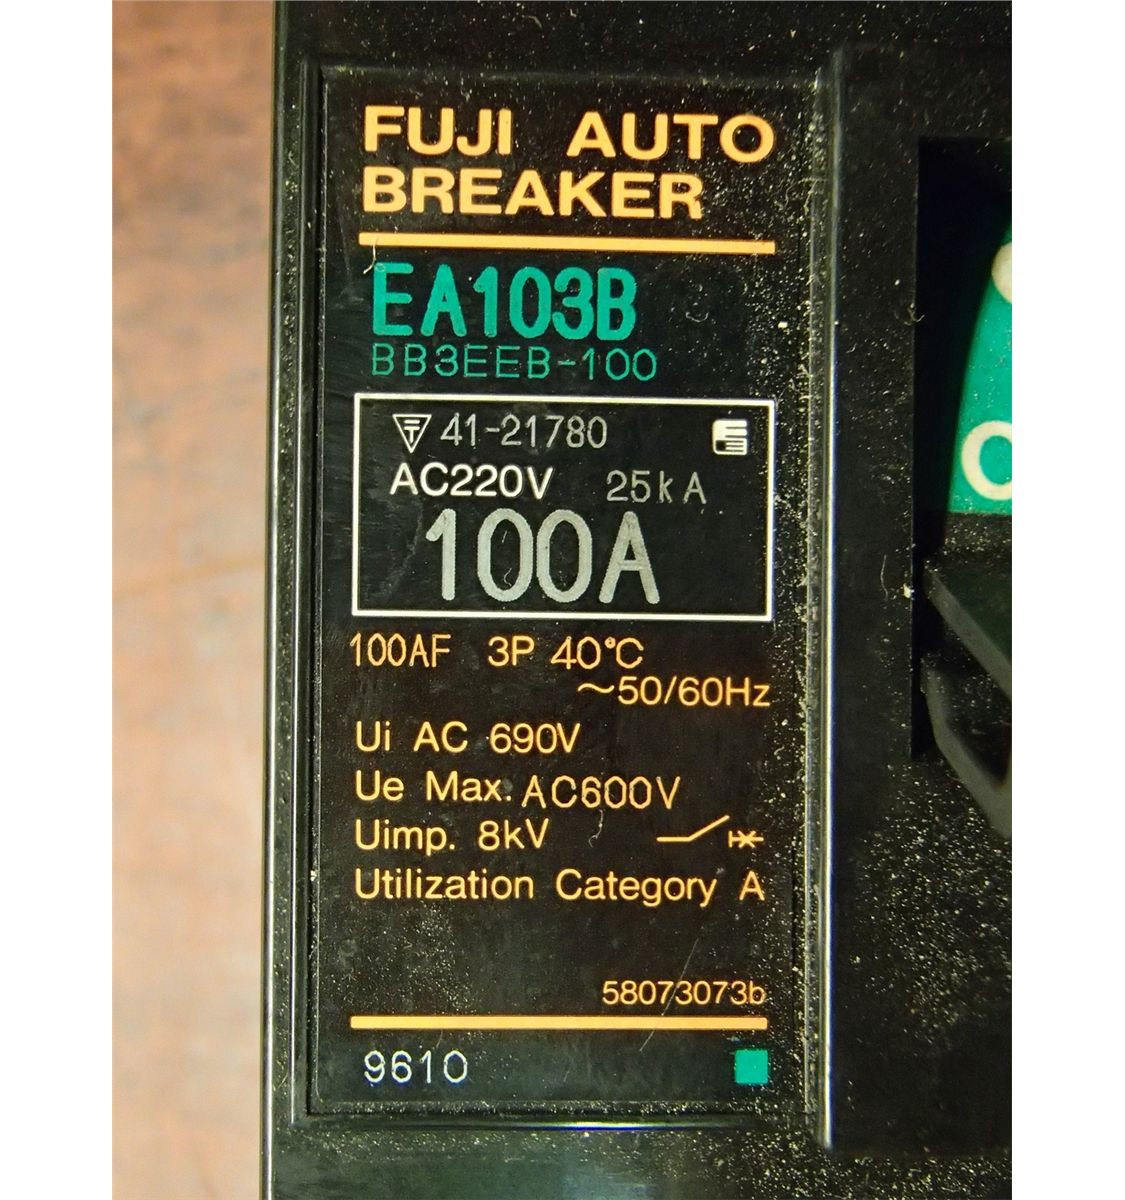 FUJI AUTO
BREAKER
EA103B
BB3EEB-100
41-21780
AC220V 25kA
100A
100AF 3P 40°C
~50/60Hz
Ui AC 690V
Ue Max. AC600V
Uimp. 8kV
Utilization Category A
58073073b
9610